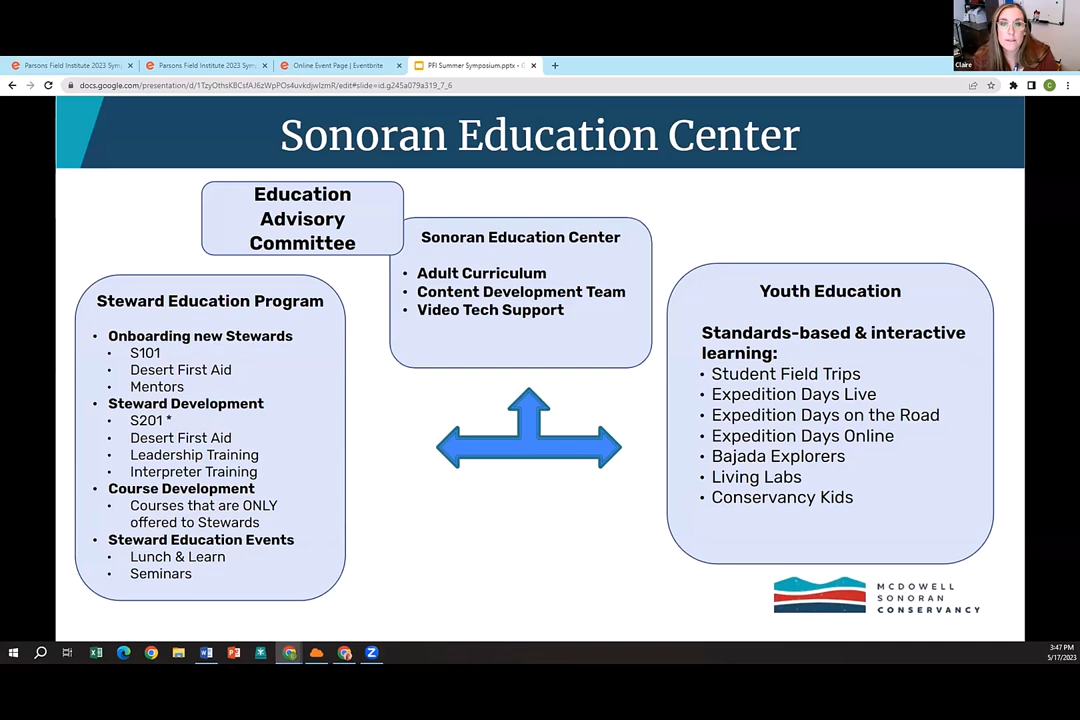 Parsons Field Institute 2023 Sym
Parsons Field Institute 2023 Sym
Online Event Page | Eventbrite
PFI Summer Symposium.pptx - G
docs.google.com/presentation/d/1TzyOthsKBCsfAJ6zWpPOs4uvkdjwIzmR/edit#slide=id.g245a079a319_7_6
C
Claire
Sonoran Education Center
Education
Advisory
Committee
Sonoran Education Center
• Adult Curriculum
• Content Development Team
• Video Tech Support
Steward Education Program
• Onboarding new Stewards
• S101
• Desert First Aid
• Mentors
• Steward Development
• S201 *
• Desert First Aid
• Leadership Training
• Interpreter Training
• Course Development
• Courses that are ONLY
offered to Stewards
• Steward Education Events
• Lunch & Learn
• Seminars
Youth Education
Standards-based & interactive
learning:
• Student Field Trips
• Expedition Days Live
• Expedition Days on the Road
• Expedition Days Online
• Bajada Explorers
• Living Labs
• Conservancy Kids
MCDOWELL
SONORAN
CONSERVANCY
3:47 PM
5/17/2023